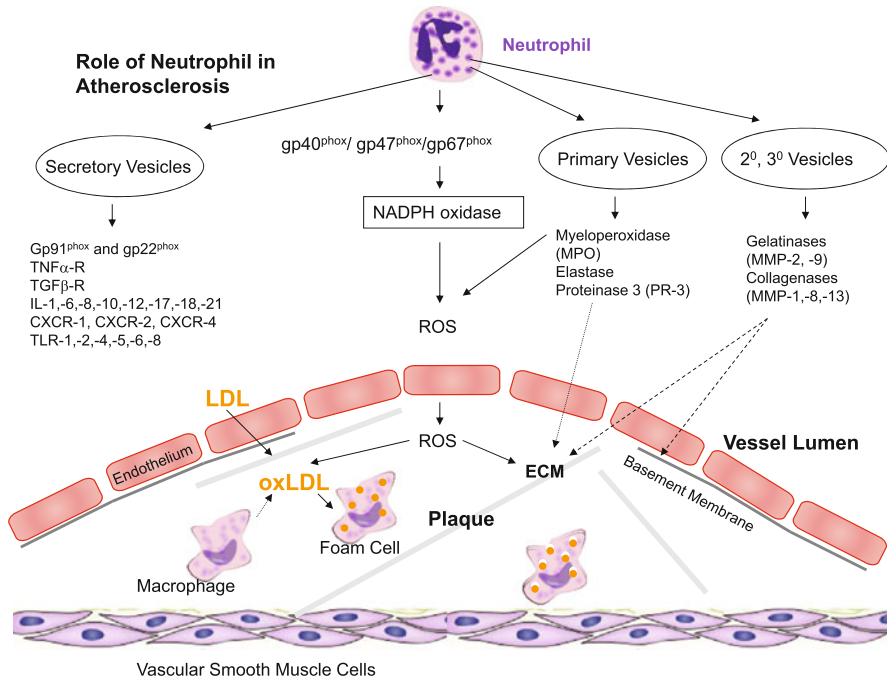 Role of Neutrophil in
Atherosclerosis
Neutrophil
Secretory Vesicles
gp40ᵖʰᵒˣ/ gp47ᵖʰᵒˣ/gp67ᵖʰᵒˣ
Primary Vesicles
2⁰, 3⁰ Vesicles
NADPH oxidase
Gp91ᵖʰᵒˣ and gp22ᵖʰᵒˣ
TNFα-R
TGFβ-R
IL-1,-6,-8,-10,-12,-17,-18,-21
CXCR-1, CXCR-2, CXCR-4
TLR-1,-2,-4,-5,-6,-8
Myeloperoxidase
(MPO)
Elastase
Proteinase 3 (PR-3)
Gelatinases
(MMP-2, -9)
Collagenases
(MMP-1,-8,-13)
ROS
LDL
Endothelium
ROS
ECM
Vessel Lumen
Basement Membrane
oxLDL
Plaque
Foam Cell
Macrophage
Vascular Smooth Muscle Cells